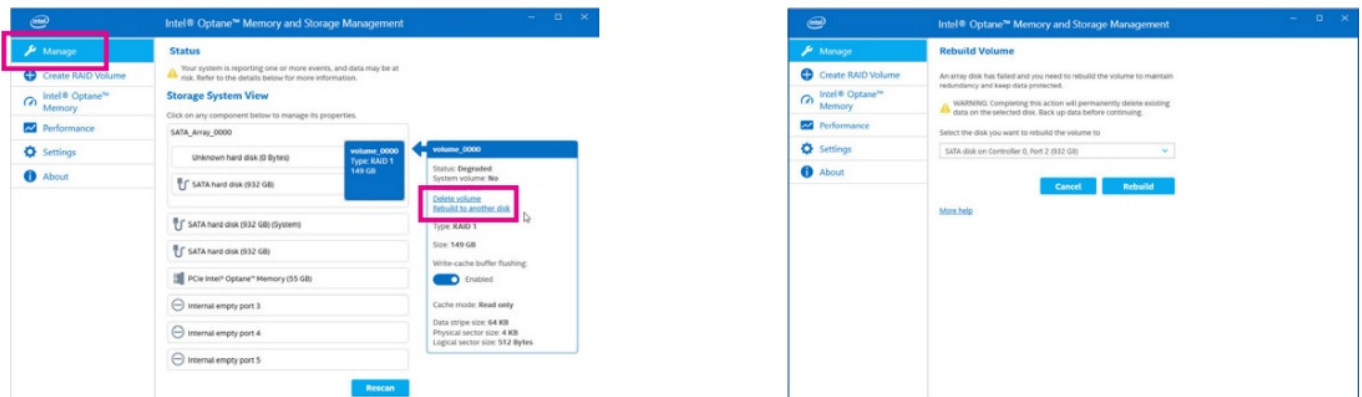 intel
Intel® Optane™ Memory and Storage Management
Manage
Create RAID Volume
Intel® Optane™
Memory
Performance
Settings
About
Status
Your system is reporting one or more events, and data may be at
risk. Refer to the details below for more information.
Storage System View
Click on any component below to manage its properties.
SATA_Array_0000
Unknown hard disk (0 Bytes)
SATA hard disk (932 GB)
volume_0000
Type: RAID 1
149 GB
SATA hard disk (932 GB) (System)
SATA hard disk (932 GB)
PCIe Intel® Optane™ Memory (55 GB)
Internal empty port 3
Internal empty port 4
Internal empty port 5
Rescan
volume_0000
Status: Degraded
System volume: No
Delete volume
Rebuild to another disk
Type: RAID 1
Size: 149 GB
Write-cache buffer flushing:
Enabled
Cache mode: Read only
Data stripe size: 64 KB
Physical sector size: 4 KB
Logical sector size: 512 Bytes
intel
Intel® Optane™ Memory and Storage Management
Manage
Create RAID Volume
Intel® Optane™
Memory
Performance
Settings
About
Rebuild Volume
An array disk has failed and you need to rebuild the volume to maintain
redundancy and keep data protected.
WARNING: Completing this action will permanently delete existing
data on the selected disk. Back up data before continuing.
Select the disk you want to rebuild the volume to
SATA disk on Controller 0, Port 2 (932 GB)
Cancel
Rebuild
More help